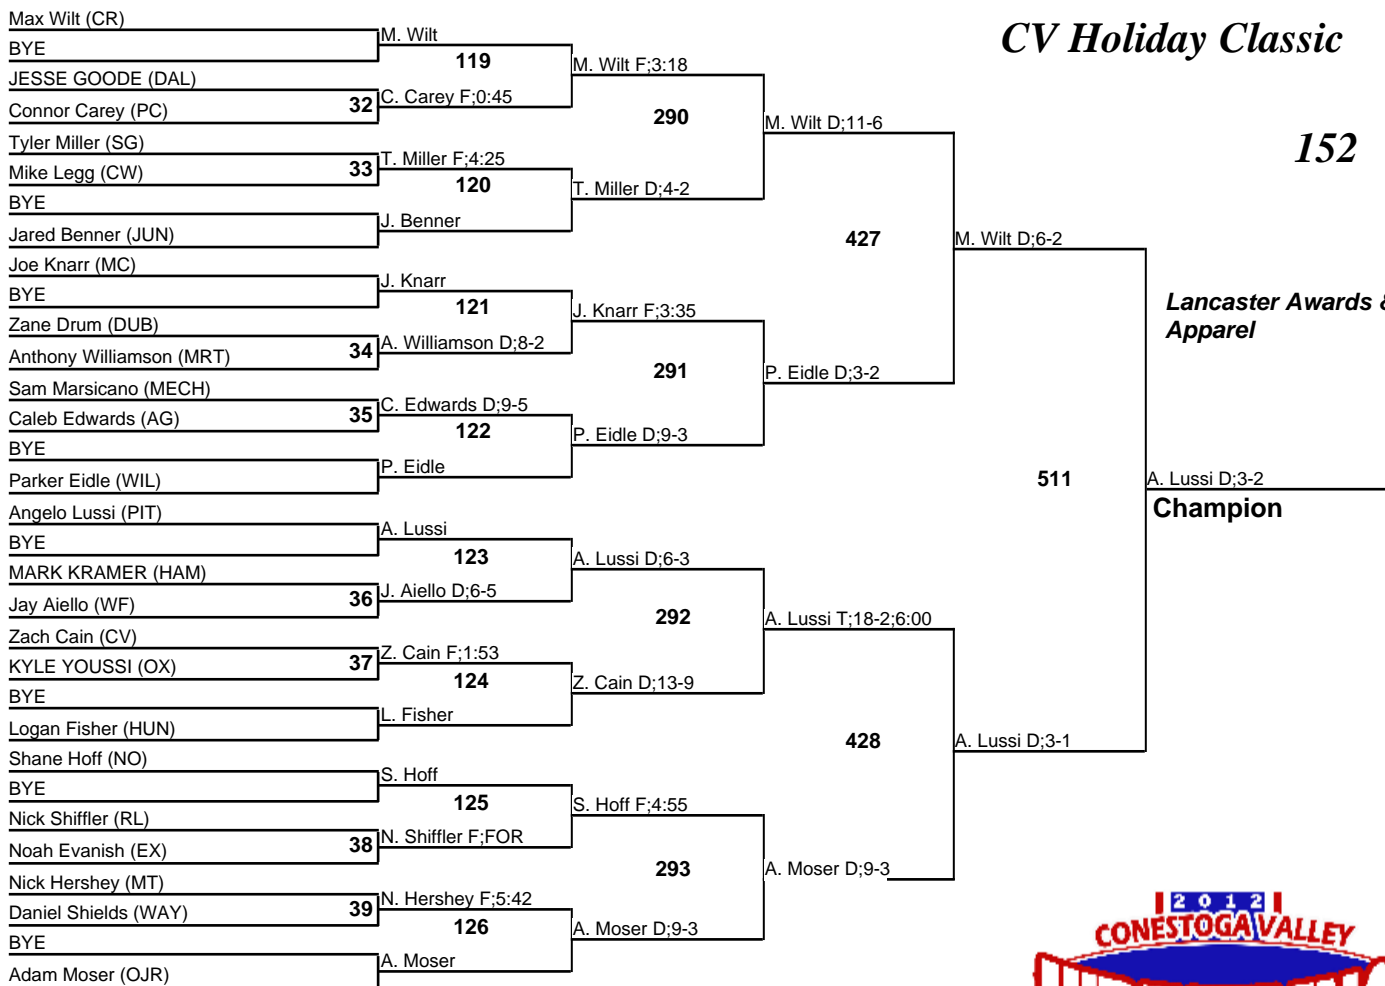 CV Holiday Classic
152
Max Wilt (CR)
BYE
JESSE GOODE (DAL)
Connor Carey (PC)
Tyler Miller (SG)
Mike Legg (CW)
BYE
Jared Benner (JUN)
Joe Knarr (MC)
BYE
Zane Drum (DUB)
Anthony Williamson (MRT)
Sam Marsicano (MECH)
Caleb Edwards (AG)
BYE
Parker Eidle (WIL)
Angelo Lussi (PIT)
BYE
MARK KRAMER (HAM)
Jay Aiello (WF)
Zach Cain (CV)
KYLE YOUSSI (OX)
BYE
Logan Fisher (HUN)
Shane Hoff (NO)
BYE
Nick Shiffler (RL)
Noah Evanish (EX)
Nick Hershey (MT)
Daniel Shields (WAY)
BYE
Adam Moser (OJR)
32
33
34
35
36
37
38
39
M. Wilt
119
C. Carey F;0:45
T. Miller F;4:25
120
J. Benner
J. Knarr
121
A. Williamson D;8-2
C. Edwards D;9-5
122
P. Eidle
A. Lussi
123
J. Aiello D;6-5
Z. Cain F;1:53
124
L. Fisher
S. Hoff
125
N. Shiffler F;FOR
N. Hershey F;5:42
126
A. Moser
M. Wilt F;3:18
290
T. Miller D;4-2
J. Knarr F;3:35
291
P. Eidle D;9-3
A. Lussi D;6-3
292
Z. Cain D;13-9
S. Hoff F;4:55
293
A. Moser D;9-3
M. Wilt D;11-6
427
P. Eidle D;3-2
A. Lussi T;18-2;6:00
428
A. Moser D;9-3
M. Wilt D;6-2
511
A. Lussi D;3-1
Lancaster Awards &
Apparel
A. Lussi D;3-2
Champion
2012
CONESTOGA VALLEY